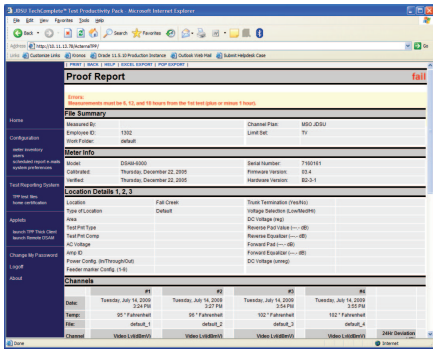 JDSU TechComplete™ Test Productivity Pack - Microsoft Internet Explorer
File Edit View Favorites Tools Help
Back Search Favorites
Address http://10.11.12.78/ActernaTPP/ Go
Links Customize Links Kronos Oracle 11.5.10 Production Instance Outlook Web Mail Submit Helpdesk Case
| PRINT | BACK | HELP | EXCEL EXPORT | PDF EXPORT |
Proof Report fail
Errors:
Measurements must be 6, 12, and 18 hours from the 1st test (plus or minus 1 hour).
File Summary
Measured By: Channel Plan: MSO JDSU
Employee ID: 1302 Limit Set: TV
Work Folder: default
Meter Info
Model: DSAM-6000 Serial Number: 7160161
Calibrated: Thursday, December 22, 2005 Firmware Version: 03.4
Verified: Thursday, December 22, 2005 Hardware Version: B2-3-1
Location Details 1, 2, 3
Location Fall Creek Trunk Termination (Yes/No)
Type of Location Default Voltage Selection (Low/Med/Hi)
Area DC Voltage (reg)
Test Pnt Type Reverse Pad Value (---.- dB)
Test Pnt Comp Reverse Equalizer (---.- dB)
AC Voltage Forward Pad (---.- dB)
Amp ID Forward Equalizer (---.- dB)
Power Config. (In/Through/Out) DC Voltage (unreg)
Feeder maker Config. (1-9)
Channels
#1 #2 #3 #4
Date: Tuesday, July 14, 2009 3:24 PM Tuesday, July 14, 2009 3:27 PM Tuesday, July 14, 2009 3:54 PM Tuesday, July 14, 2009 3:55 PM
Temp: 95 ° Fahrenheit 96 ° Fahrenheit 102 ° Fahrenheit 102 ° Fahrenheit
File: default_1 default_2 default_3 default_4
Channel Video Lvl(dBmV) Video Lvl(dBmV) Video Lvl(dBmV) Video Lvl(dBmV) 24Hr Deviation
Home
Configuration
meter inventory
users
scheduled report e-mails
system preferences
Test Reporting System
TPP test files
home certification
Applets
launch TPP Thick Client
launch Remote DSAM
Change My Password
Logoff
About
Done Internet